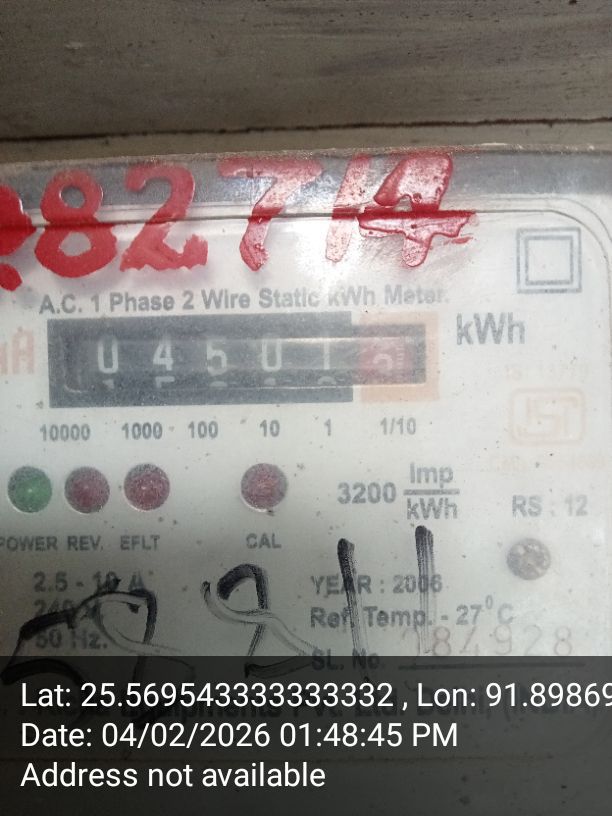 82714
A.C. 1 Phase 2 Wire Static kWh Meter.
kWh
0 4 5 0 1
10000 1000 100 10 1 1/10
3200 Imp/kWh
RS : 12
POWER REV. EFLT CAL
2.5 - 10 A
YEAR : 2006
240 V
Ref. Temp. - 27°C
50 Hz.
SL. No. 184928
Lat: 25.569543333333332 , Lon: 91.89869
Date: 04/02/2026 01:48:45 PM
Address not available